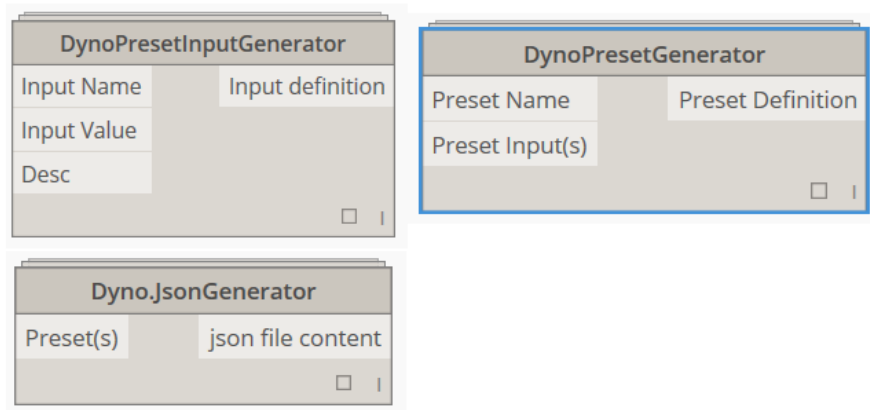 DynoPresetInputGenerator
Input Name
Input definition
Input Value
Desc
DynoPresetGenerator
Preset Name
Preset Definition
Preset Input(s)
Dyno.JsonGenerator
Preset(s)
json file content